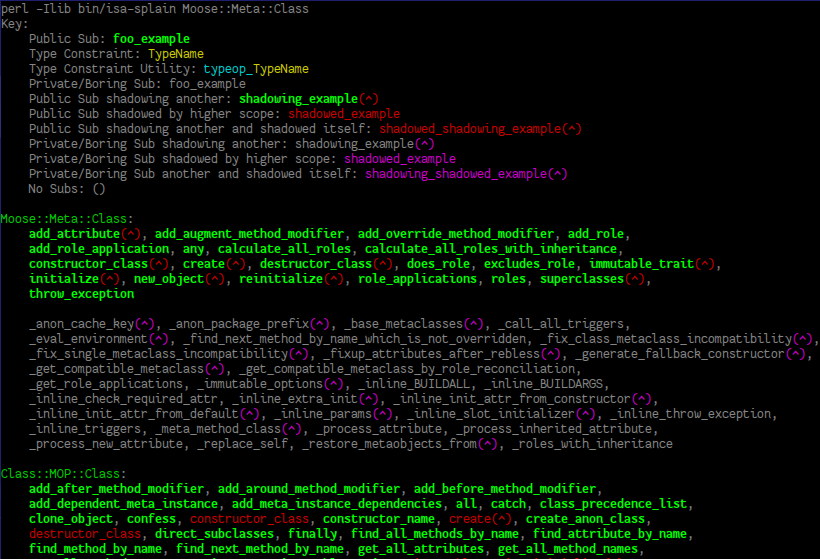 perl -Ilib bin/isa-splain Moose::Meta::Class
Key:
Public Sub: foo_example
Type Constraint: TypeName
Type Constraint Utility: typeop_TypeName
Private/Boring Sub: foo_example
Public Sub shadowing another: shadowing_example(^)
Public Sub shadowed by higher scope: shadowed_example
Public Sub shadowing another and shadowed itself: shadowed_shadowing_example(^)
Private/Boring Sub shadowing another: shadowing_example(^)
Private/Boring Sub shadowed by higher scope: shadowed_example
Private/Boring Sub another and shadowed itself: shadowing_shadowed_example(^)
No Subs: ()
Moose::Meta::Class:
add_attribute(^), add_augment_method_modifier, add_override_method_modifier, add_role,
add_role_application, any, calculate_all_roles, calculate_all_roles_with_inheritance,
constructor_class(^), create(^), destructor_class(^), does_role, excludes_role, immutable_trait(^),
initialize(^), new_object(^), reinitialize(^), role_applications, roles, superclasses(^),
throw_exception
_anon_cache_key(^), _anon_package_prefix(^), _base_metaclasses(^), _call_all_triggers,
_eval_environment(^), _find_next_method_by_name_which_is_not_overridden, _fix_class_metaclass_incompatibility(^),
_fix_single_metaclass_incompatibility(^), _fixup_attributes_after_rebless(^), _generate_fallback_constructor(^),
_get_compatible_metaclass(^), _get_compatible_metaclass_by_role_reconciliation,
_get_role_applications, _immutable_options(^), _inline_BUILDALL, _inline_BUILDARGS,
_inline_check_required_attr, _inline_extra_init(^), _inline_init_attr_from_constructor(^),
_inline_init_attr_from_default(^), _inline_params(^), _inline_slot_initializer(^), _inline_throw_exception,
_inline_triggers, _meta_method_class(^), _process_attribute, _process_inherited_attribute,
_process_new_attribute, _replace_self, _restore_metaobjects_from(^), _roles_with_inheritance
Class::MOP::Class:
add_after_method_modifier, add_around_method_modifier, add_before_method_modifier,
add_dependent_meta_instance, add_meta_instance_dependencies, all, catch, class_precedence_list,
clone_object, confess, constructor_class, constructor_name, create(^), create_anon_class,
destructor_class, direct_subclasses, finally, find_all_methods_by_name, find_attribute_by_name,
find_method_by_name, find_next_method_by_name, get_all_attributes, get_all_method_names,